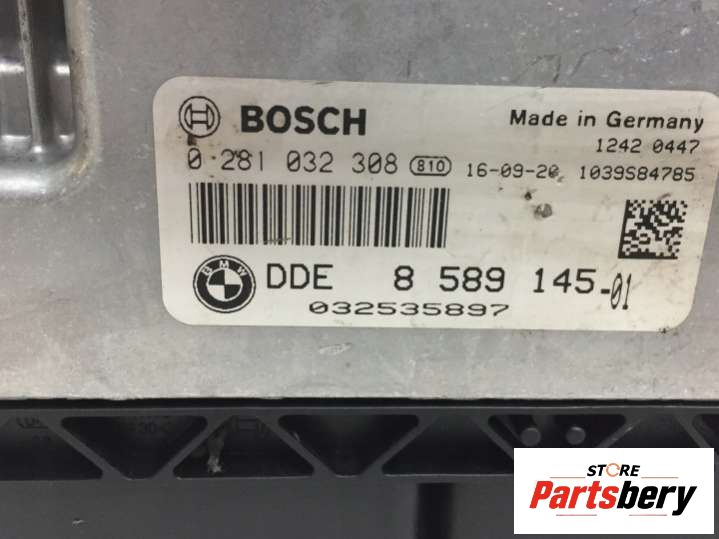 BOSCH
Made in Germany
1242 0447
0 281 032 308 810 16-09-20 1039S84785
BMW
DDE 8 589 145-01
032535897
STORE
Partsbery